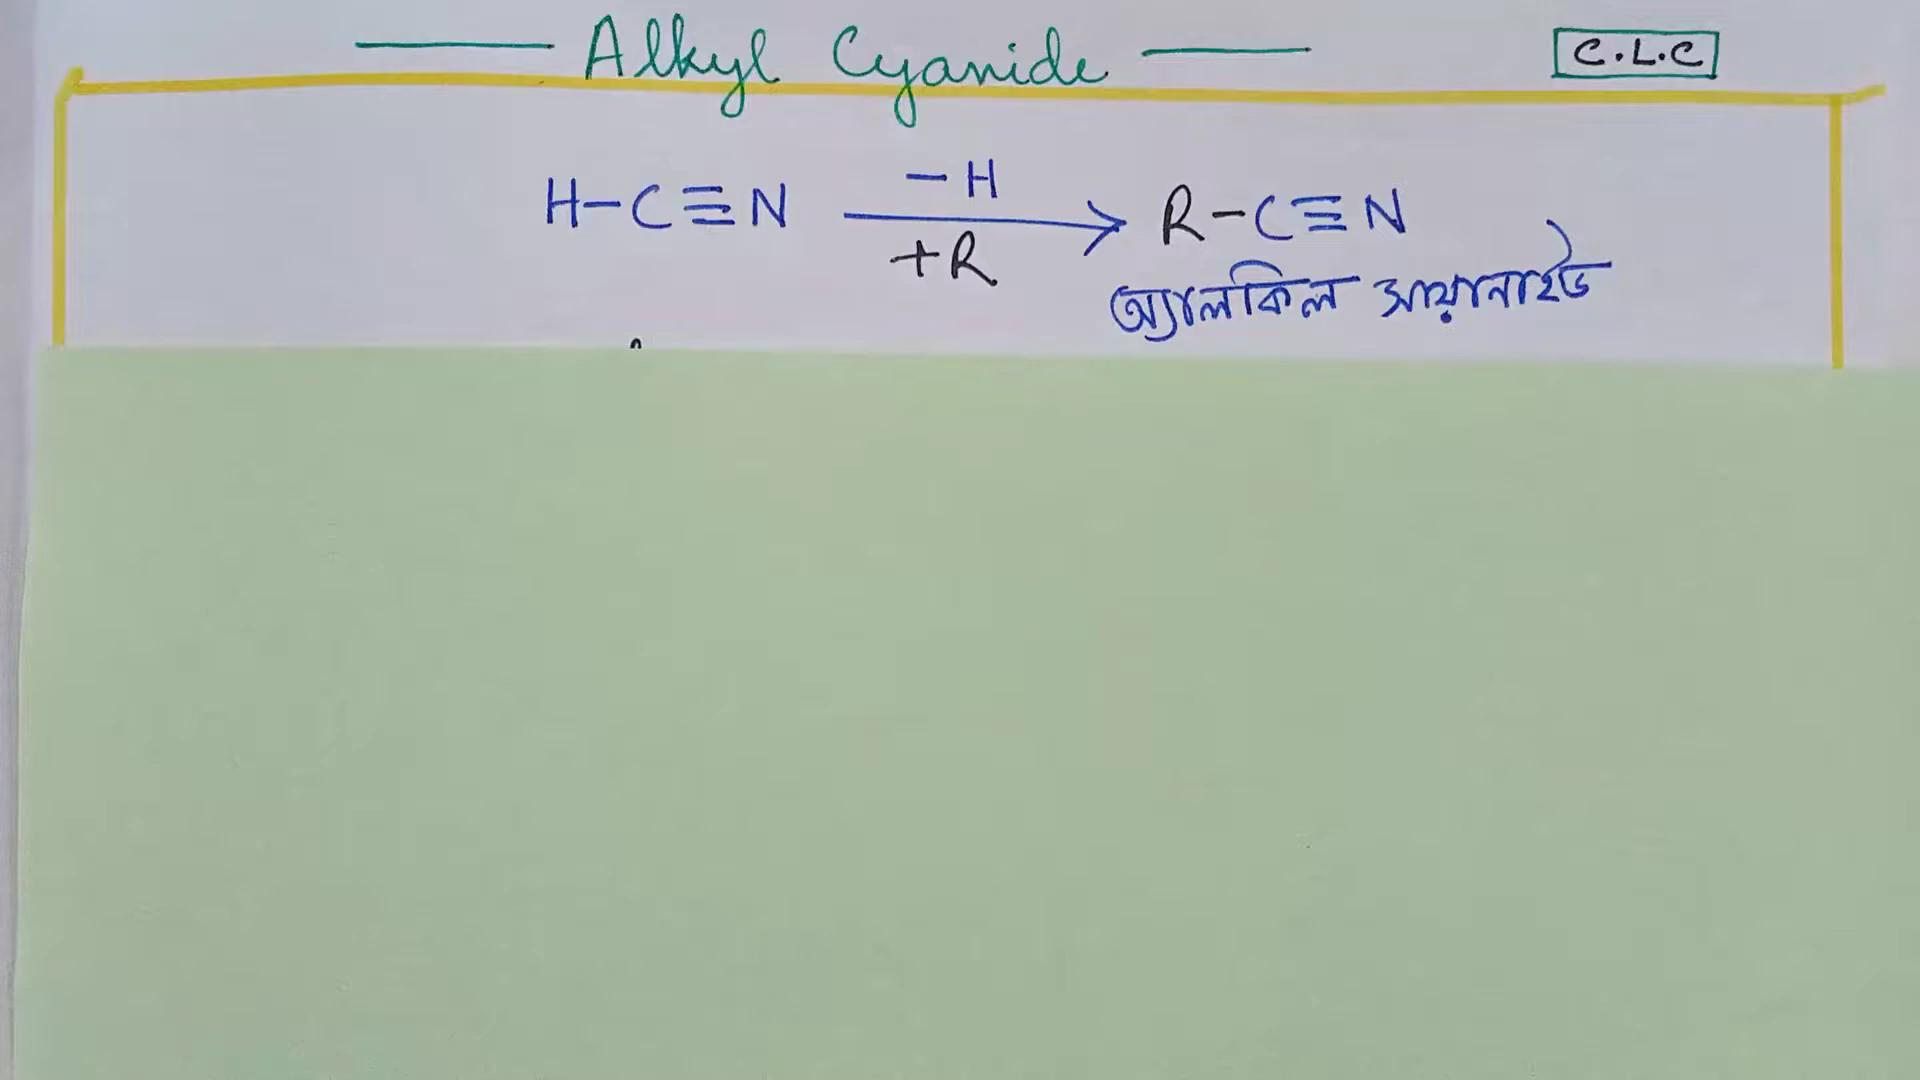 Alkyl Cyanide
C.L.C
H-C≡N -H +R → R-C≡N
অ্যালকিল সায়ানাইড